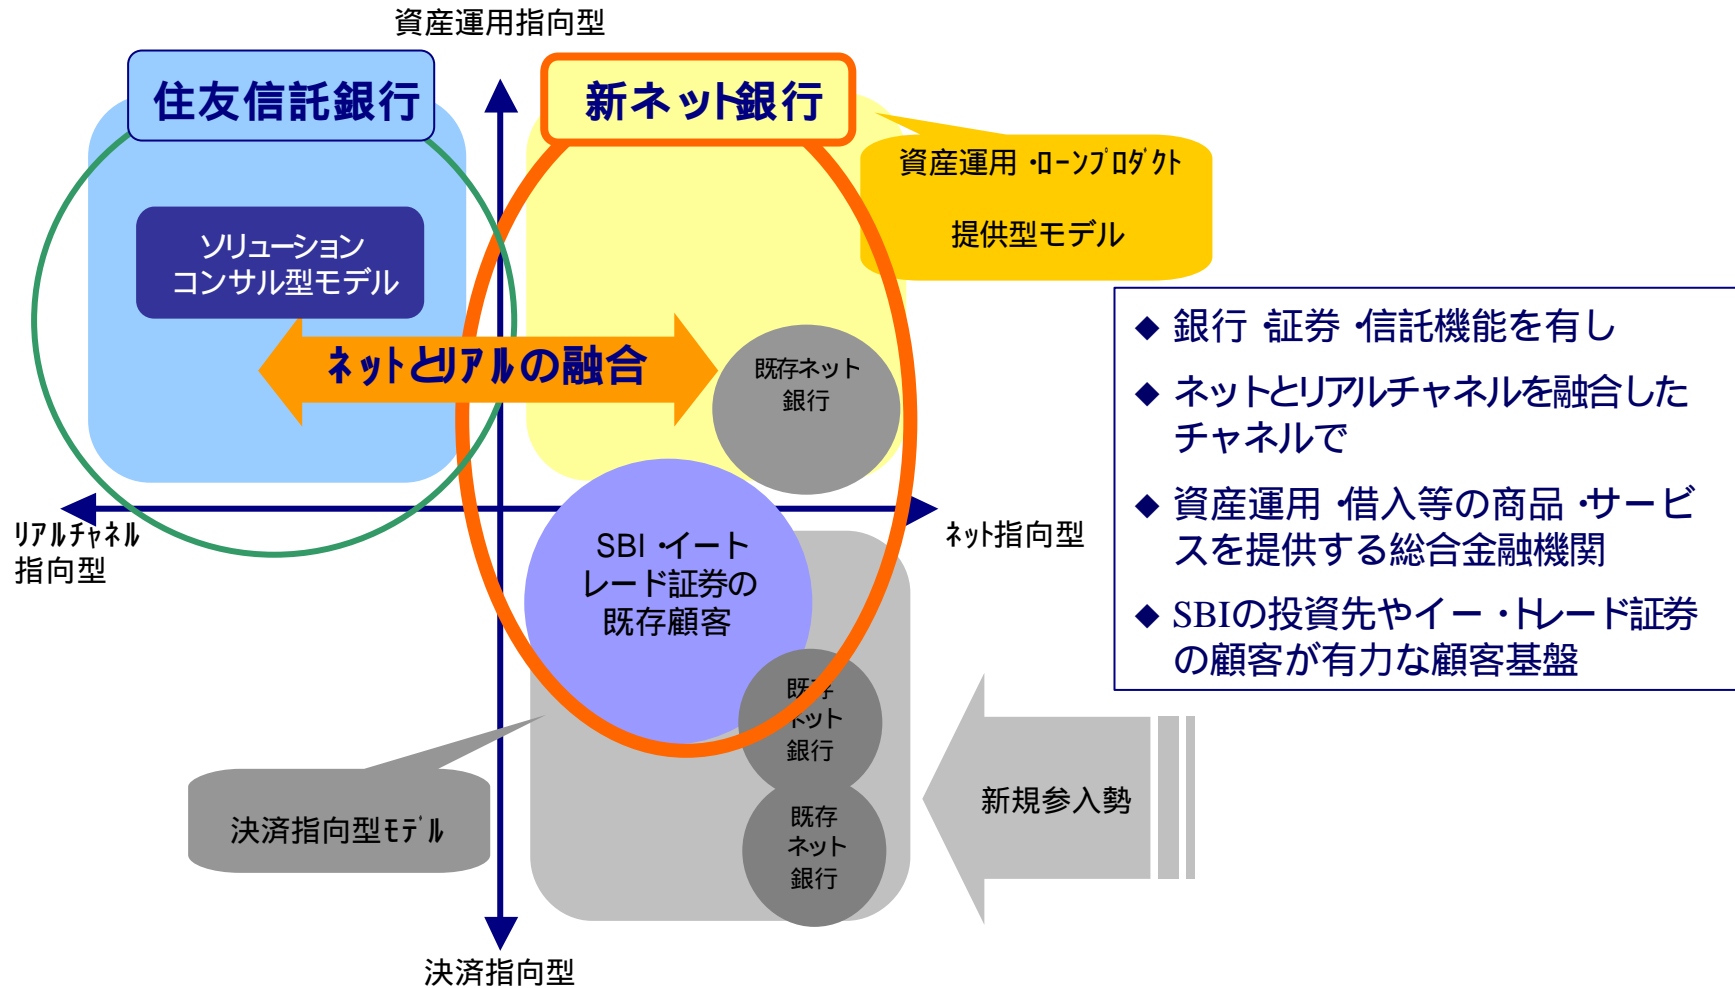 資産運用指向型
住友信託銀行
新ネット銀行
資産運用・ローンプロダクト
提供型モデル
ソリューション
コンサル型モデル
ネットとリアルの融合
既存ネット
銀行
◆ 銀行・証券・信託機能を有し
◆ ネットとリアルチャネルを融合した
チャネルで
◆ 資産運用・借入等の商品・サービ
スを提供する総合金融機関
◆ SBIの投資先やイー・トレード証券
の顧客が有力な顧客基盤
リアルチャネル
指向型
ネット指向型
SBI・イート
レード証券の
既存顧客
既存
ネット
銀行
決済指向型モデル
既存
ネット
銀行
新規参入勢
決済指向型